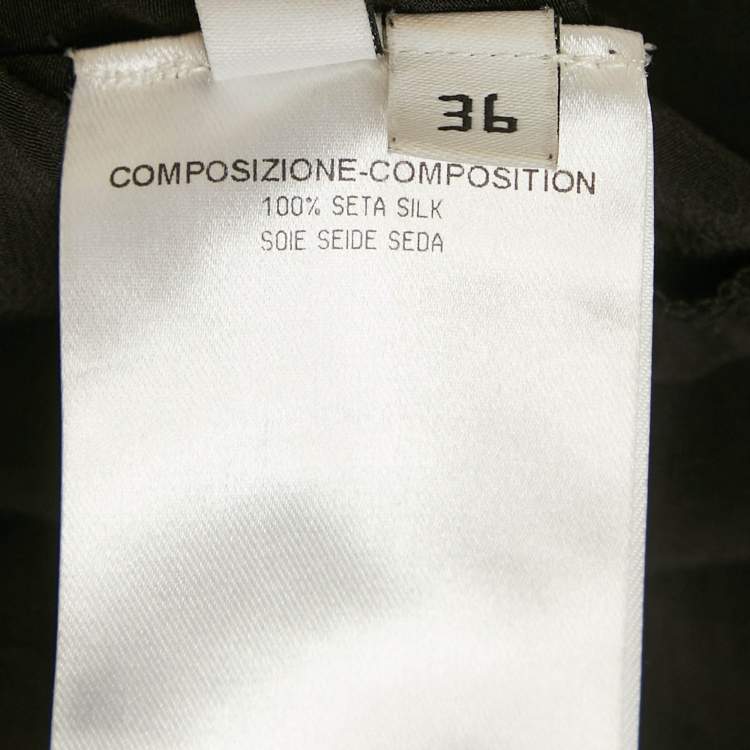 36
COMPOSIZIONE-COMPOSITION
100% SETA SILK
SOIE SEIDE SEDA